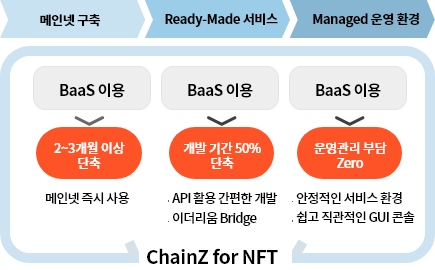 메인넷 구축
Ready-Made 서비스
Managed 운영 환경
BaaS 이용
BaaS 이용
BaaS 이용
2~3개월 이상
단축
개발 기간 50%
단축
운영관리 부담
Zero
메인넷 즉시 사용
. API 활용 간편한 개발
. 이더리움 Bridge
. 안정적인 서비스 환경
. 쉽고 직관적인 GUI 콘솔
ChainZ for NFT